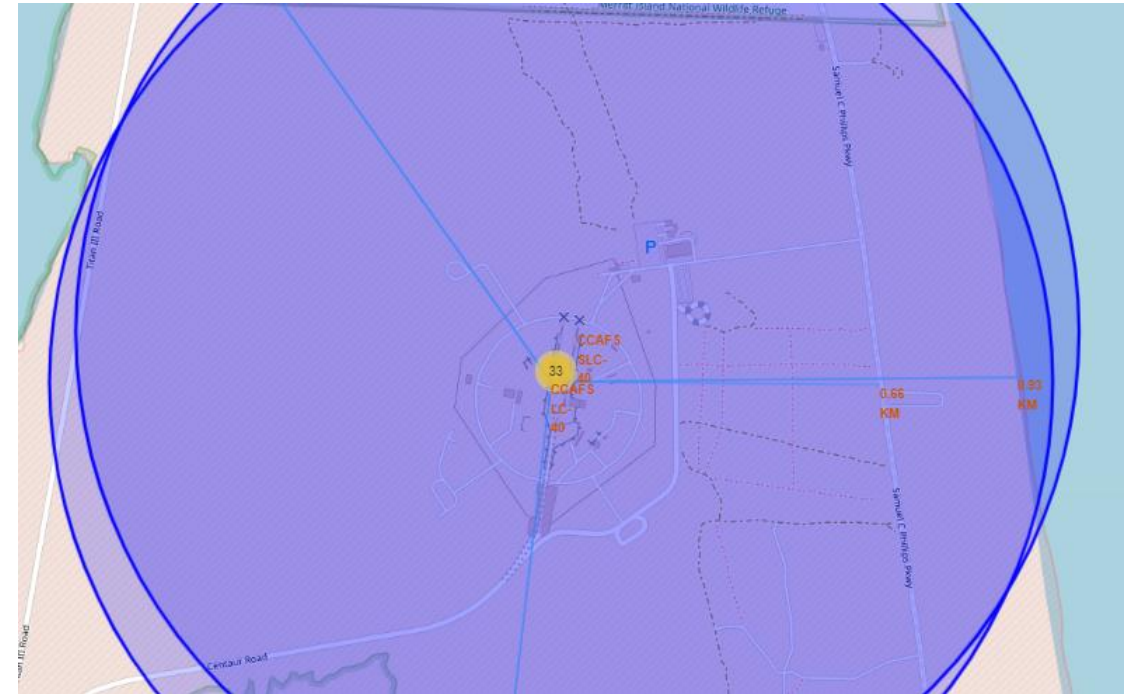 Merritt Island National Wildlife Refuge
Samuel C Phillips Pkwy
Titan III Road
P
CCAFS
SLC-
40
33
CCAFS
LC-
40
0.66
KM
0.93
KM
Samuel C Phillips Pkwy
Titan III Road
Centaur Road